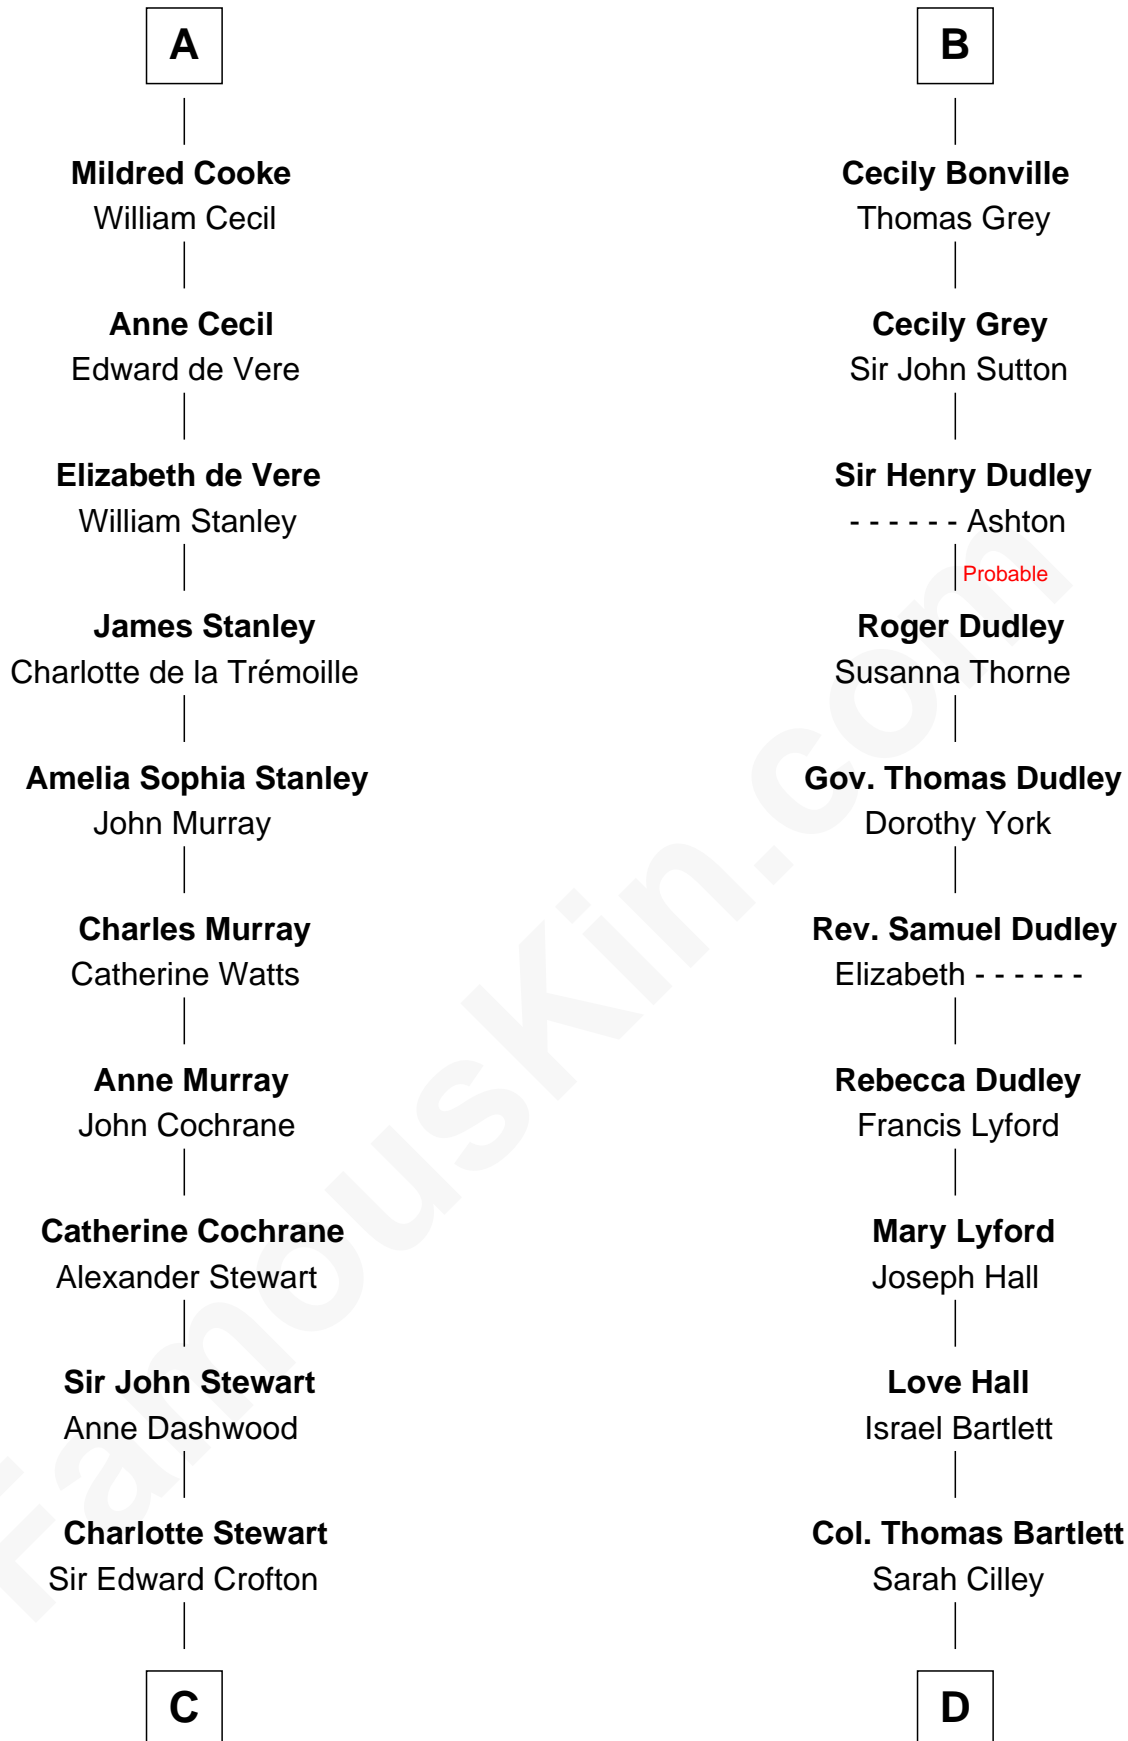 A
Mildred Cooke
William Cecil
Anne Cecil
Edward de Vere
Elizabeth de Vere
William Stanley
James Stanley
Charlotte de la Trémoille
Amelia Sophia Stanley
John Murray
Charles Murray
Catherine Watts
Anne Murray
John Cochrane
Catherine Cochrane
Alexander Stewart
Sir John Stewart
Anne Dashwood
Charlotte Stewart
Sir Edward Crofton
C
B
Cecily Bonville
Thomas Grey
Cecily Grey
Sir John Sutton
Sir Henry Dudley
- - - - - - Ashton
Probable
Roger Dudley
Susanna Thorne
Gov. Thomas Dudley
Dorothy York
Rev. Samuel Dudley
Elizabeth - - - - - -
Rebecca Dudley
Francis Lyford
Mary Lyford
Joseph Hall
Love Hall
Israel Bartlett
Col. Thomas Bartlett
Sarah Cilley
D
FamousKin.com